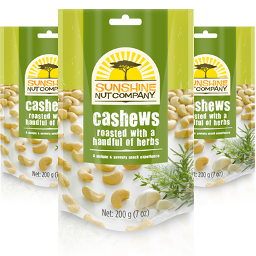 SUNSHINE
NUT COMPANY
cashews
roasted with a
handful of herbs
Net: 200 g (7 oz)